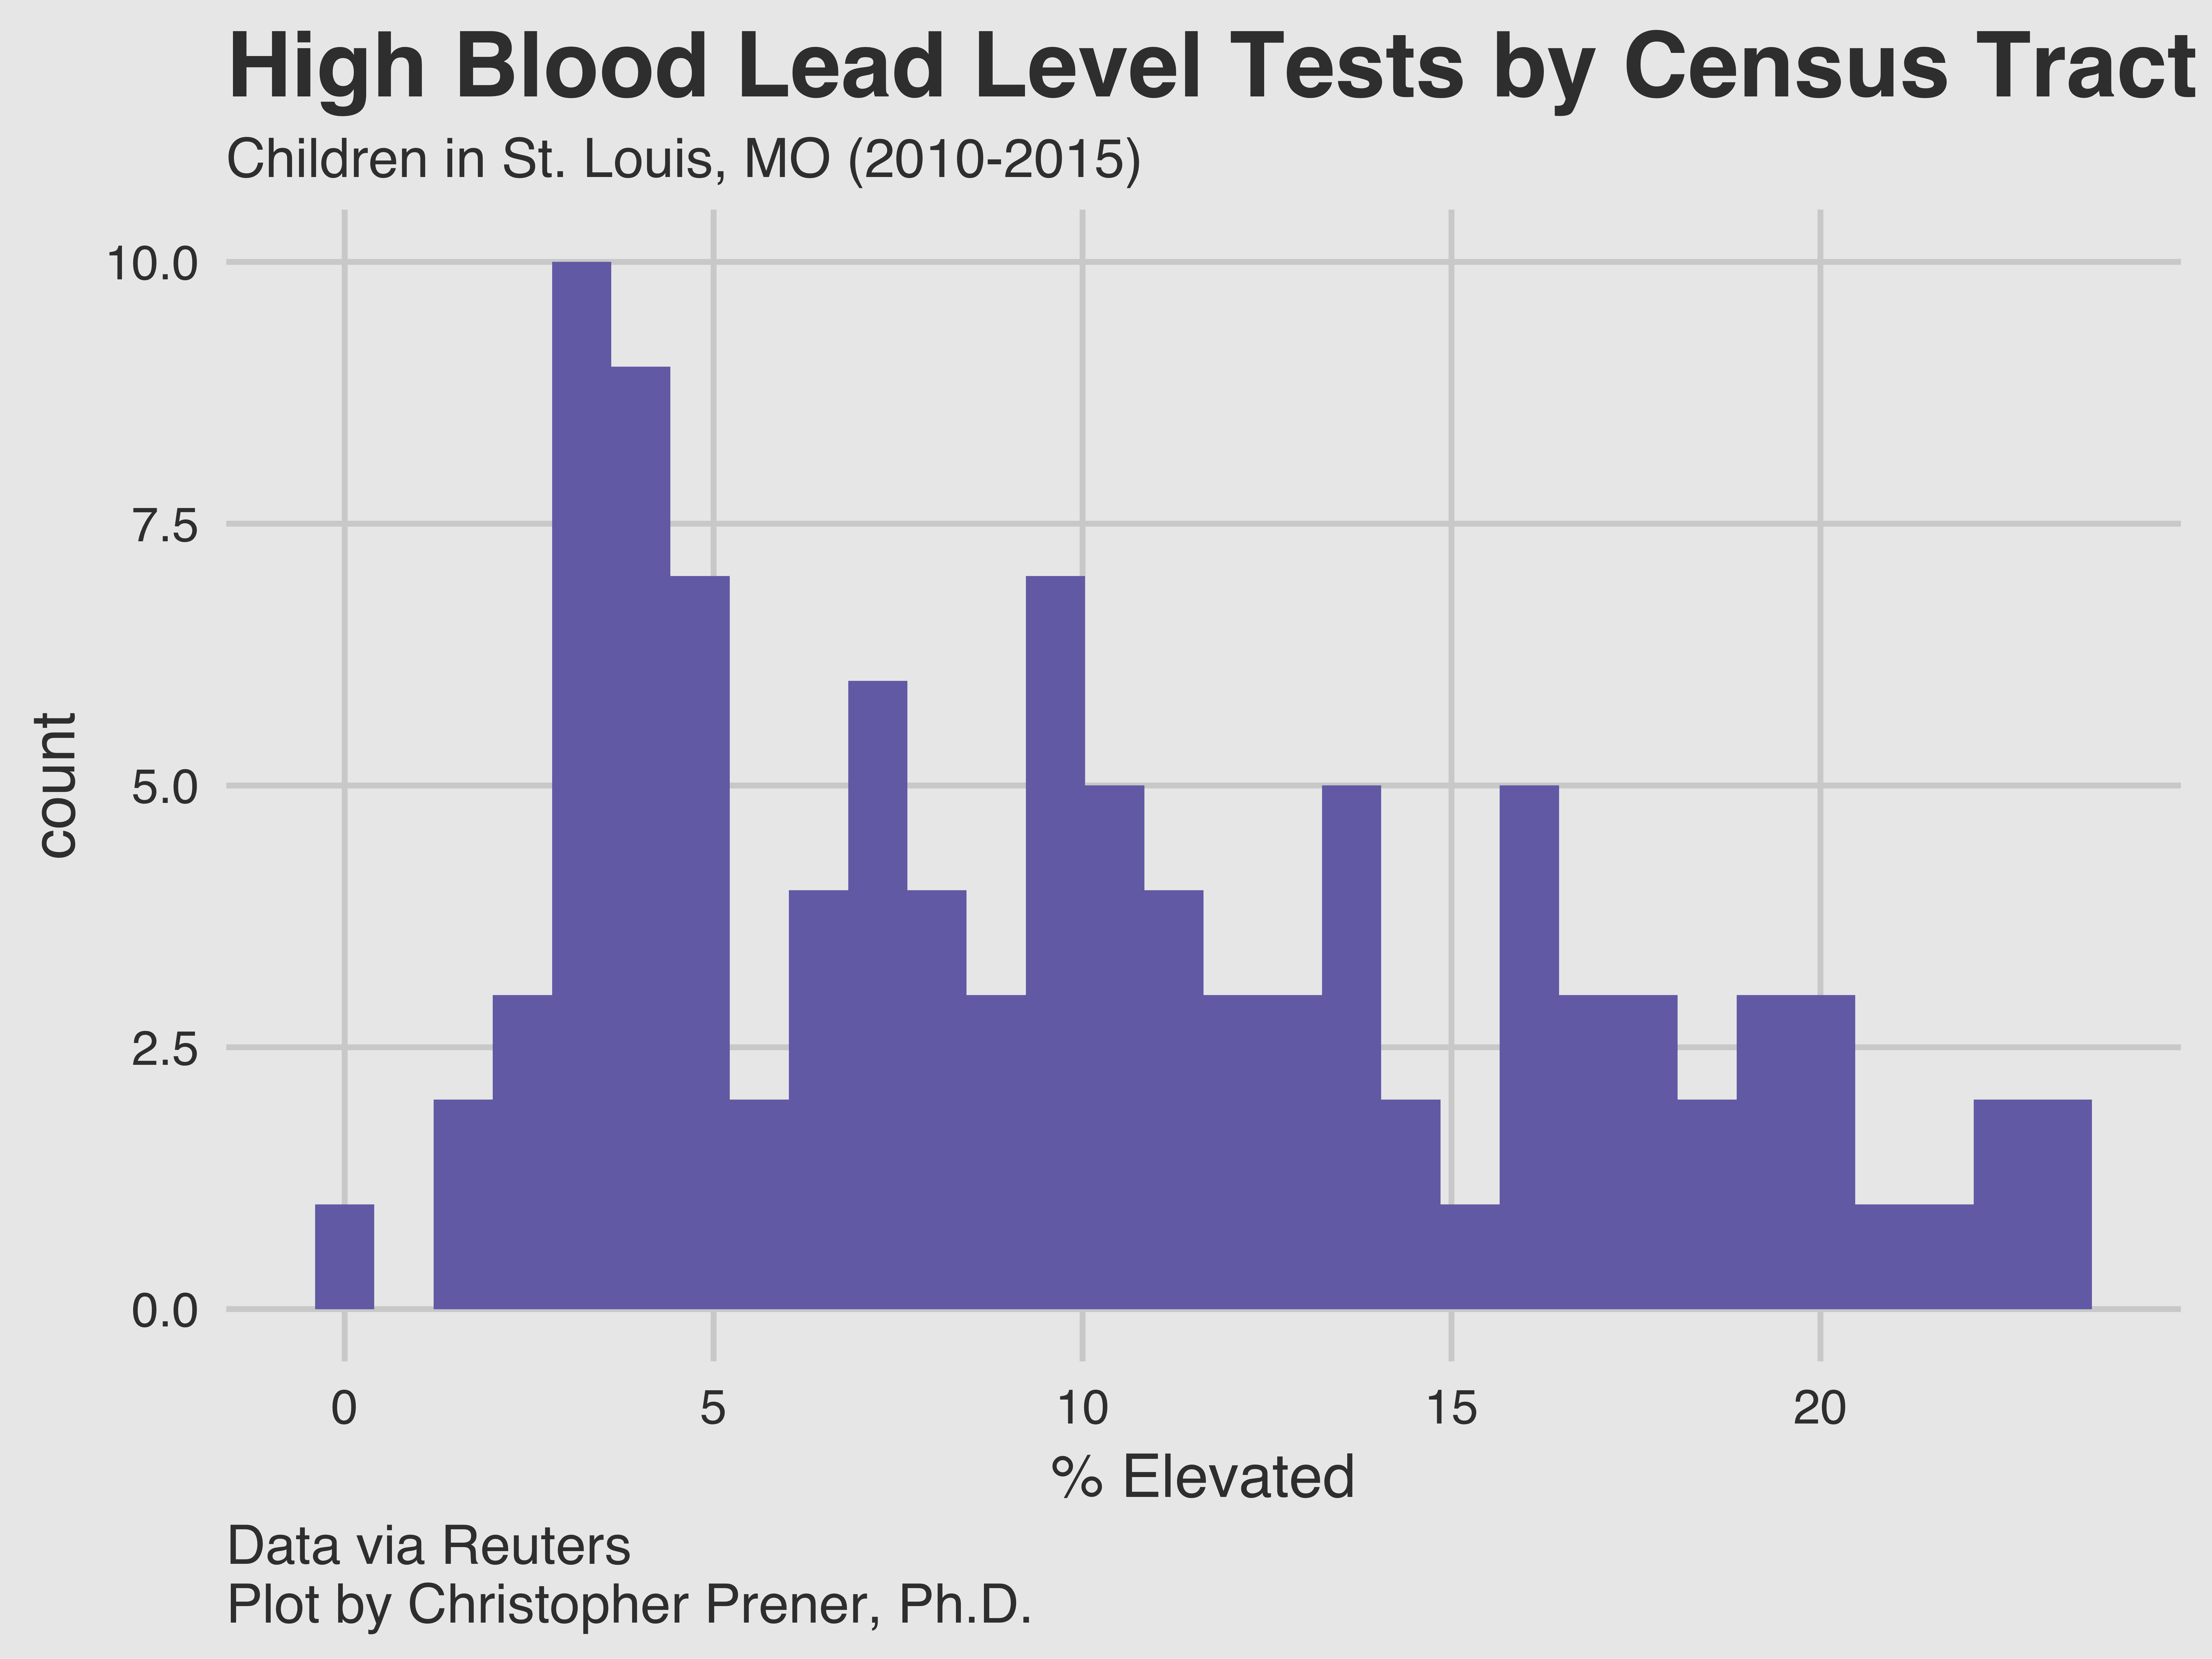 High Blood Lead Level Tests by Census Tract
Children in St. Louis, MO (2010-2015)
10.0
7.5
5.0
2.5
0.0
count
0 5 10 15 20
% Elevated
Data via Reuters
Plot by Christopher Prener, Ph.D.